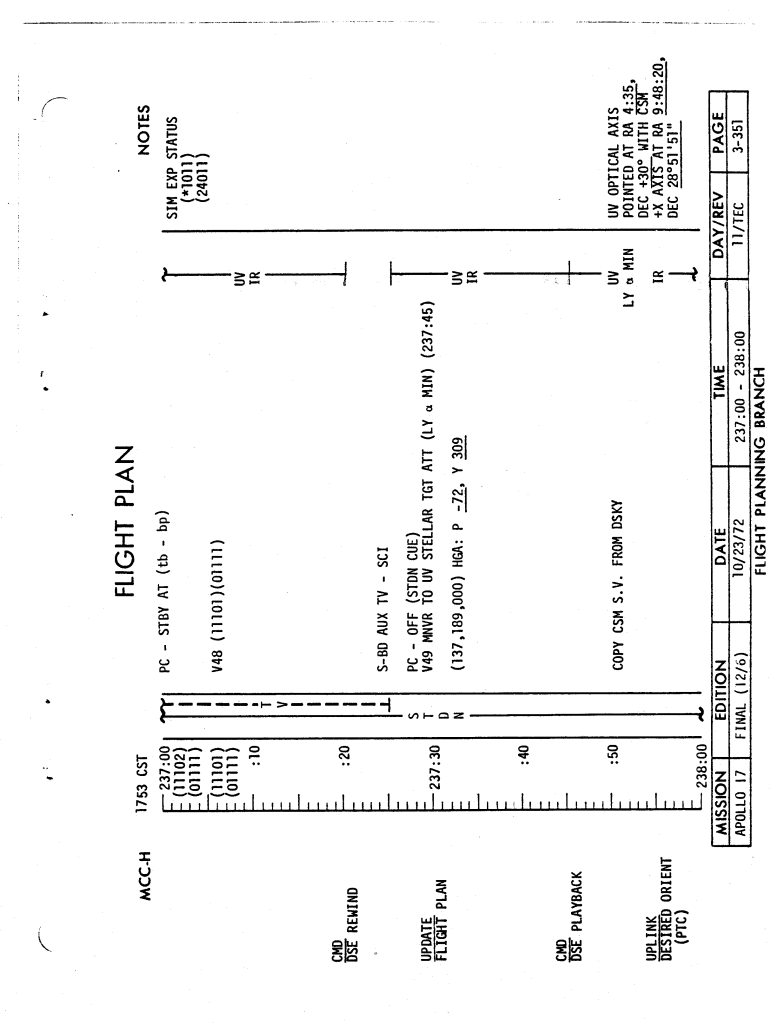 FLIGHT PLAN
MCC-H
1753 CST
NOTES
237:00
(11102)
(01111)
(11101)
(01111)
:10
:20
237:30
:40
:50
238:00
CMD
DSE REWIND
UPDATE
FLIGHT PLAN
CMD
DSE PLAYBACK
UPLINK
DESIRED ORIENT
(PTC)
T V
S T D N
PC - STBY AT (tb - bp)
V48 (11101)(01111)
S-BD AUX TV - SCI
PC - OFF (STDN CUE)
V49 MNVR TO UV STELLAR TGT ATT (LY α MIN) (237:45)
(137,189,000) HGA: P -72, Y 309
COPY CSM S.V. FROM DSKY
UV
IR
UV
IR
UV
LY α MIN
IR
SIM EXP STATUS
(*1011)
(24011)
UV OPTICAL AXIS
POINTED AT RA 4:35,
DEC +30° WITH CSM
+X AXIS AT RA 9:48:20,
DEC 28°51'51"
MISSION EDITION DATE TIME DAY/REV PAGE
APOLLO 17 FINAL (12/6) 10/23/72 237:00 - 238:00 11/TEC 3-351
FLIGHT PLANNING BRANCH